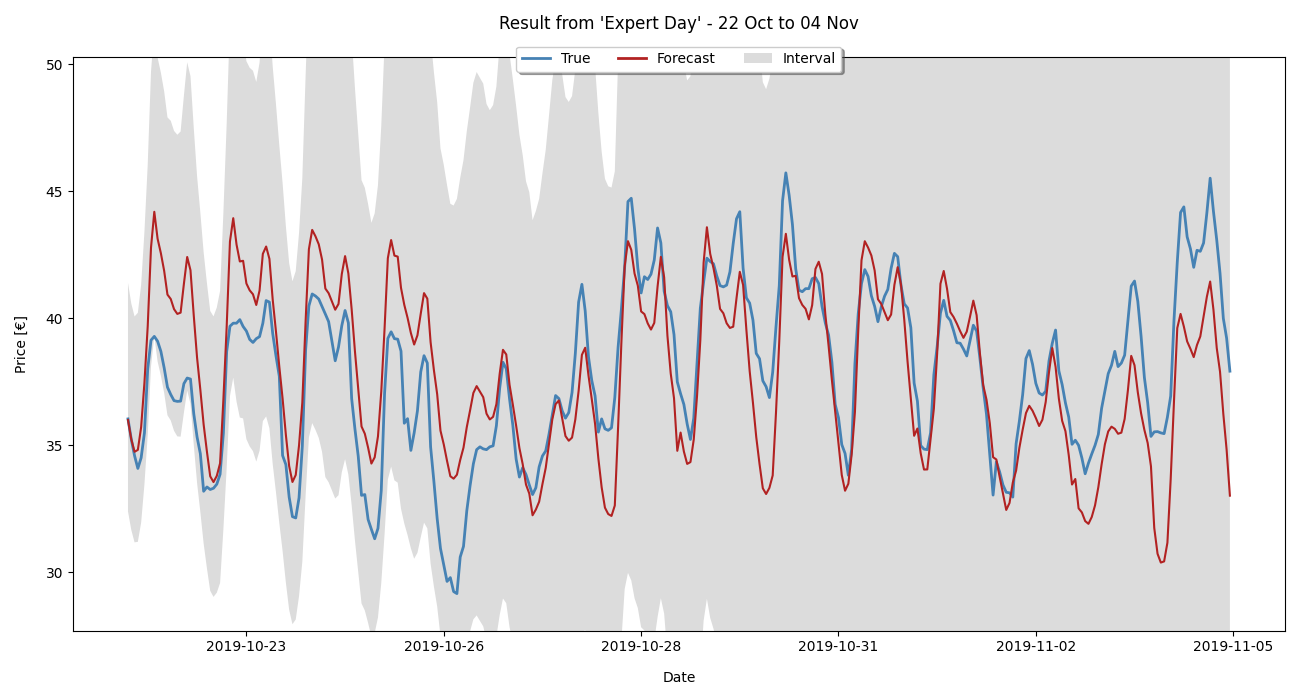 Result from 'Expert Day' - 22 Oct to 04 Nov
True Forecast Interval
50
45
40
35
30
Price [€]
2019-10-23 2019-10-26 2019-10-28 2019-10-31 2019-11-02 2019-11-05
Date